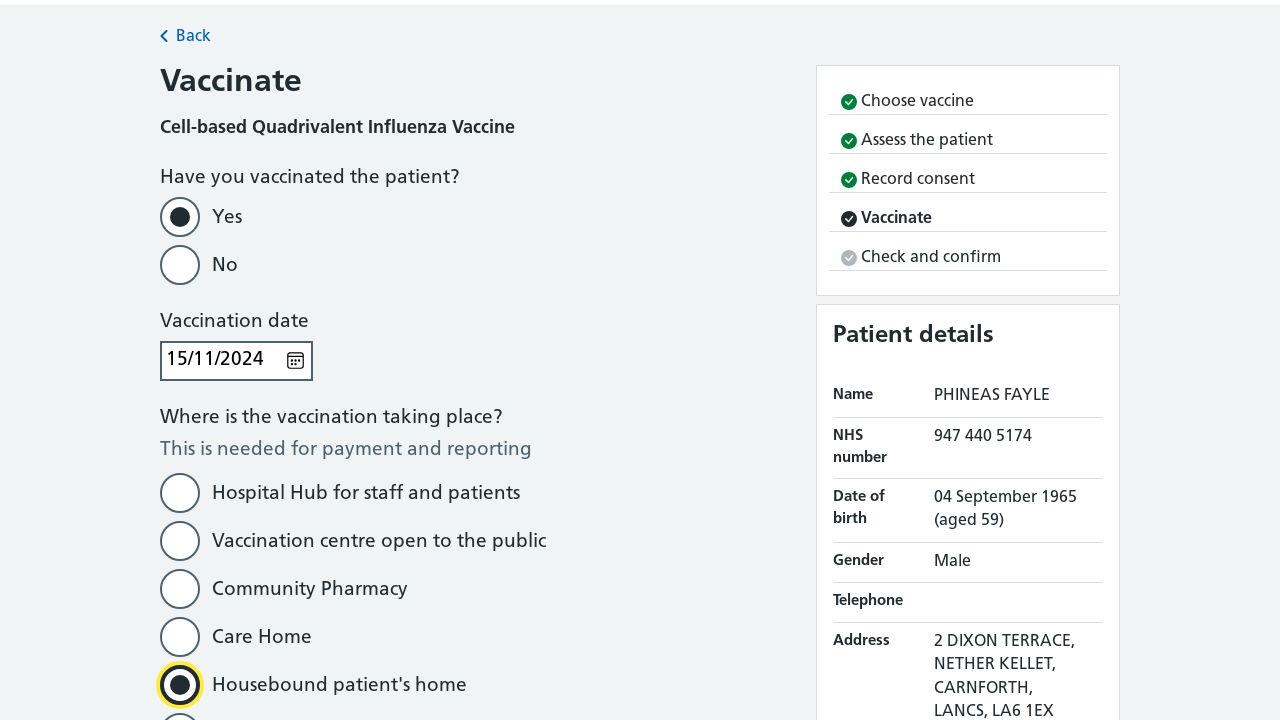 Back
Vaccinate
Cell-based Quadrivalent Influenza Vaccine
Have you vaccinated the patient?
Yes
No
Vaccination date
15/11/2024
Where is the vaccination taking place?
This is needed for payment and reporting
Hospital Hub for staff and patients
Vaccination centre open to the public
Community Pharmacy
Care Home
Housebound patient's home
Choose vaccine
Assess the patient
Record consent
Vaccinate
Check and confirm
Patient details
Name PHINEAS FAYLE
NHS number 947 440 5174
Date of birth 04 September 1965
(aged 59)
Gender Male
Telephone
Address 2 DIXON TERRACE,
NETHER KELLET,
CARNFORTH,
LANCS, LA6 1EX